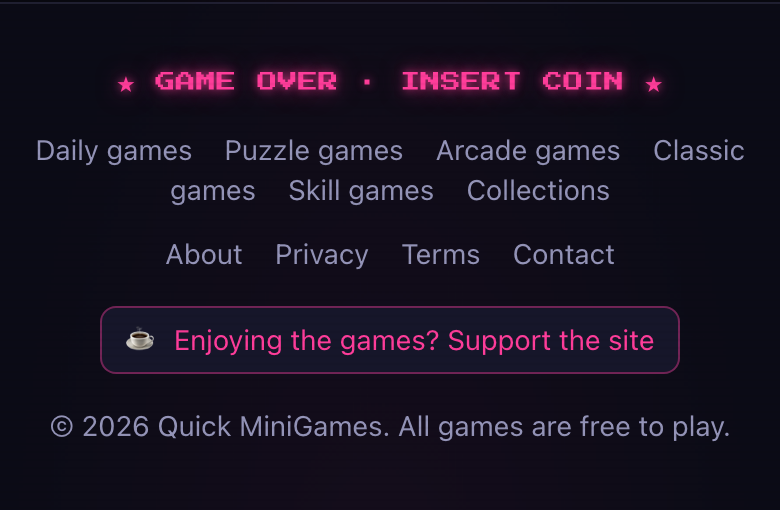 ★ GAME OVER · INSERT COIN ★
Daily games Puzzle games Arcade games Classic
games Skill games Collections
About Privacy Terms Contact
☕ Enjoying the games? Support the site
© 2026 Quick MiniGames. All games are free to play.